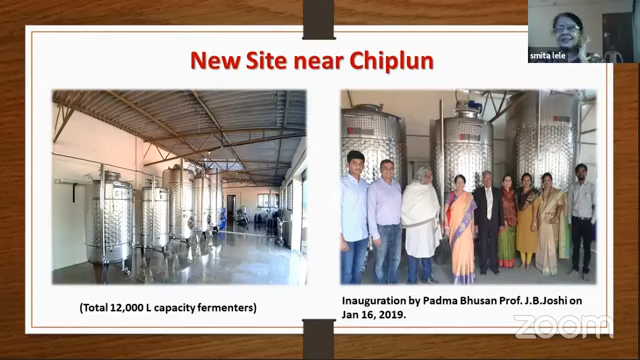 smita lele
New Site near Chiplun
(Total 12,000 L capacity fermenters)
Inauguration by Padma Bhusan Prof. J.B.Joshi on
Jan 16, 2019.
zoom